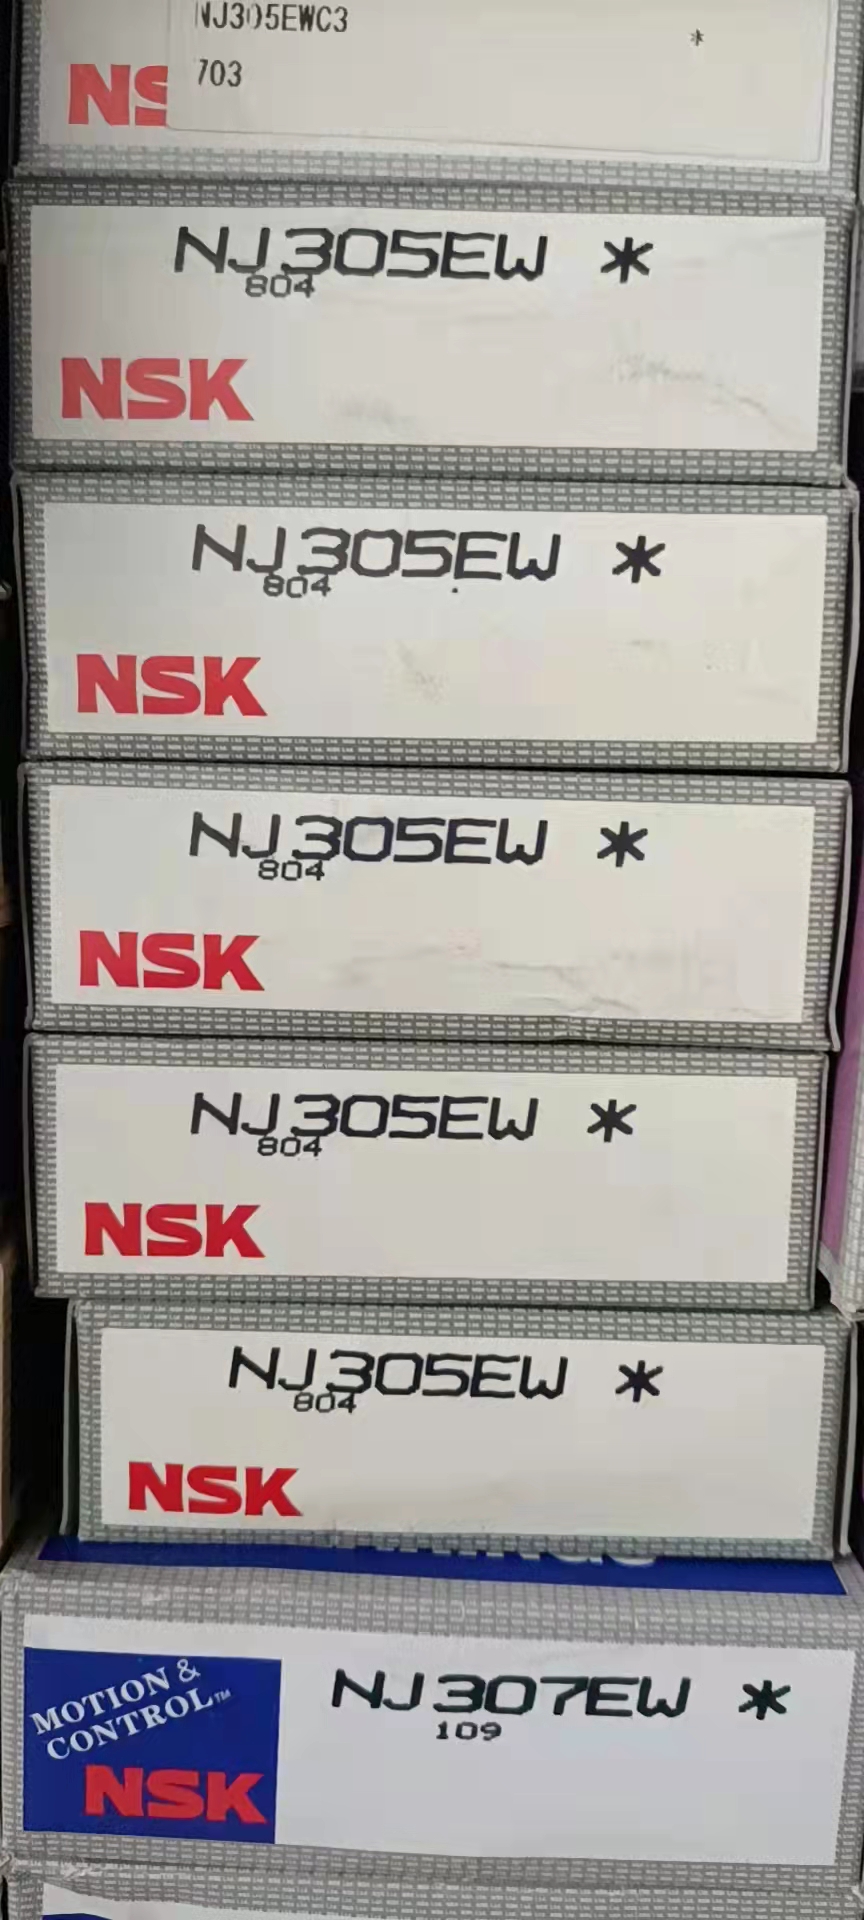 NJ305EWC3 *
703
NS
NJ305EW *
804
NSK
NJ305EW *
804
NSK
NJ305EW *
804
NSK
NJ305EW *
804
NSK
NJ305EW *
804
NSK
MOTION &
CONTROL™
NSK
NJ307EW *
109